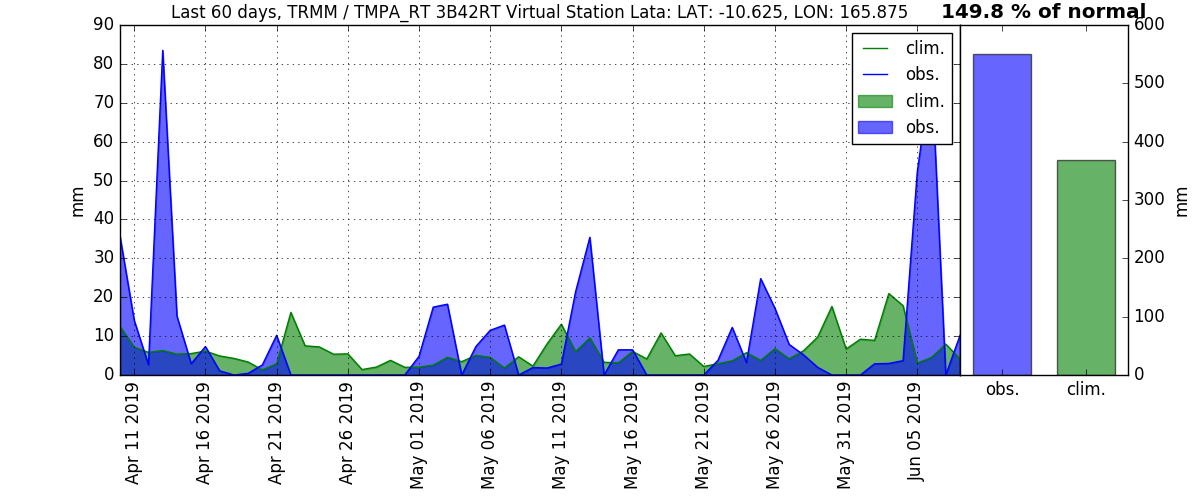 Last 60 days, TRMM / TMPA_RT 3B42RT Virtual Station Lata: LAT: -10.625, LON: 165.875
149.8 % of normal
90
80
70
60
50
40
30
20
10
0
mm
clim.
obs.
clim.
obs.
600
500
400
300
200
100
0
mm
Apr 11 2019
Apr 16 2019
Apr 21 2019
Apr 26 2019
May 01 2019
May 06 2019
May 11 2019
May 16 2019
May 21 2019
May 26 2019
May 31 2019
Jun 05 2019
obs.
clim.